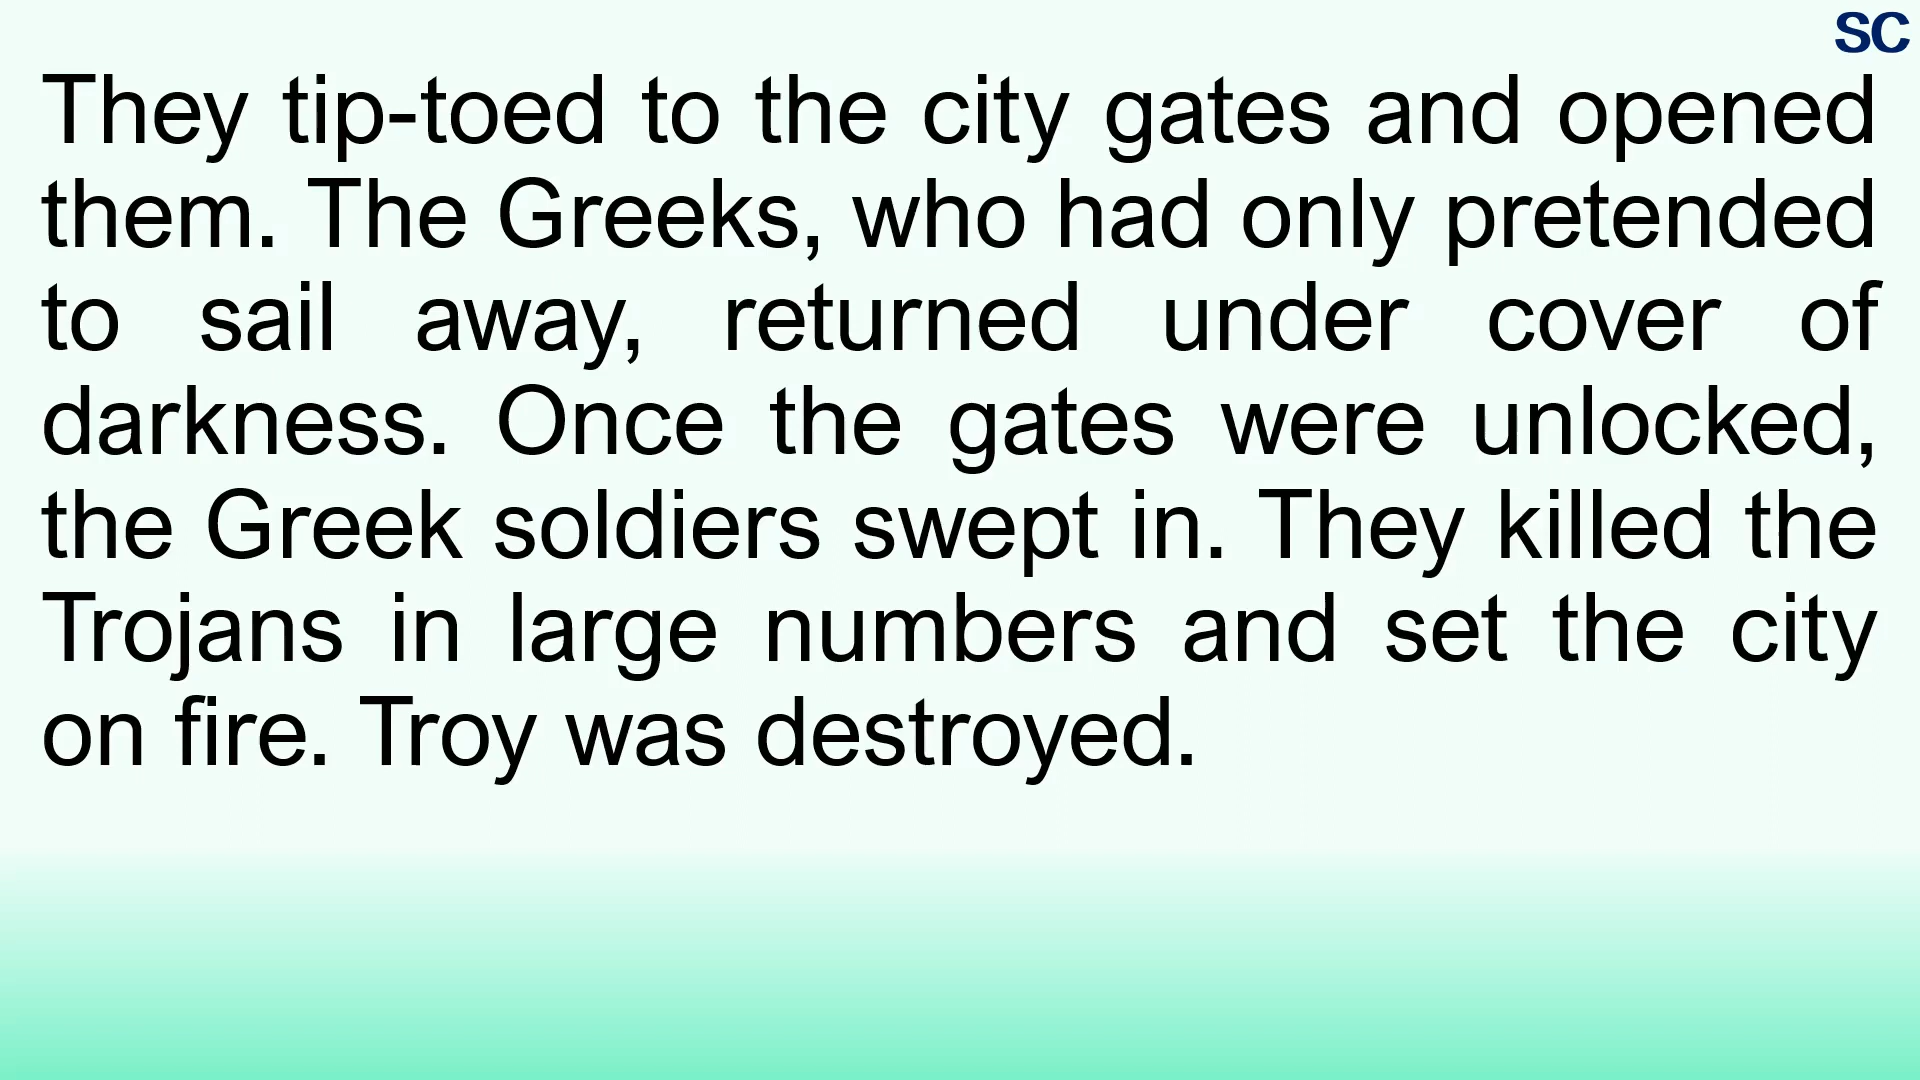 SC
They tip-toed to the city gates and opened
them. The Greeks, who had only pretended
to sail away, returned under cover of
darkness. Once the gates were unlocked,
the Greek soldiers swept in. They killed the
Trojans in large numbers and set the city
on fire. Troy was destroyed.